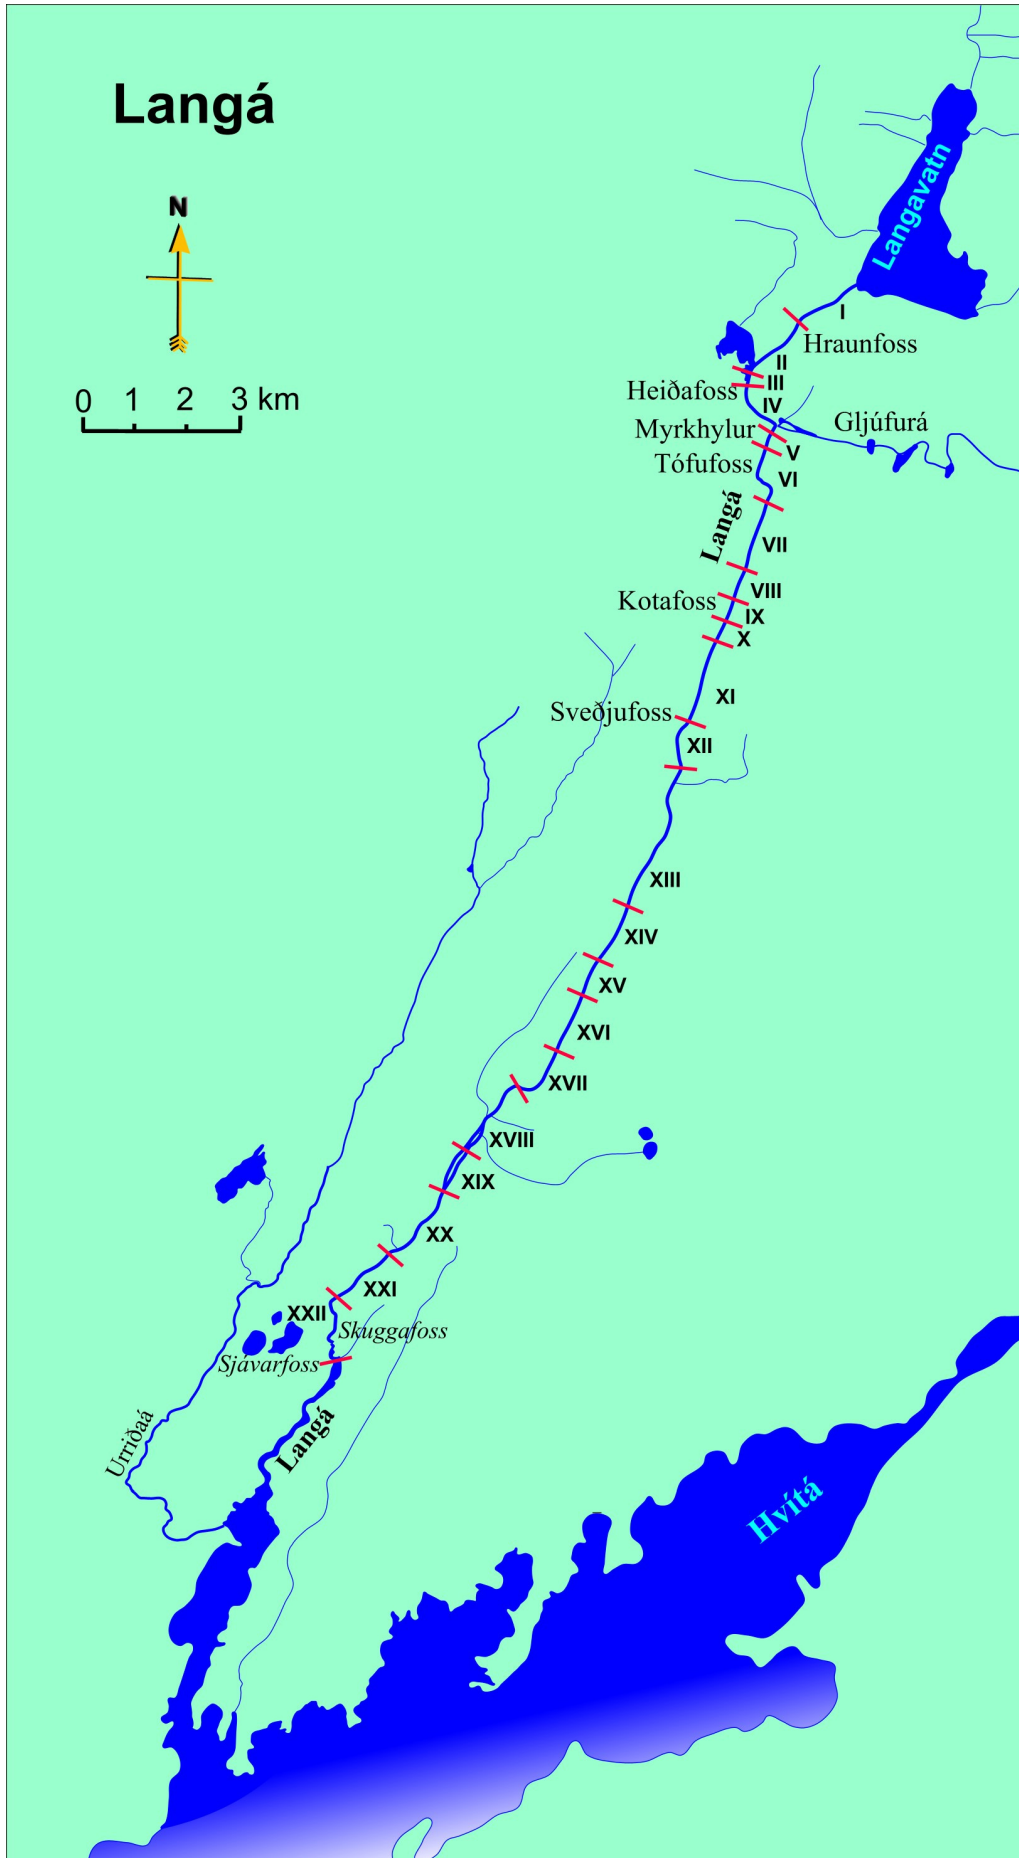 Langá
N
0 1 2 3 km
Langavatn
I
Hraunfoss
II
III
Heiðafoss
IV
Gljúfurá
Myrkhylur
V
Tófufoss
VI
Langá
VII
VIII
Kotafoss
IX
X
XI
Sveðjufoss
XII
XIII
XIV
XV
XVI
XVII
XVIII
XIX
XX
XXI
XXII
Skuggafoss
Sjávarfoss
Langá
Urriðaá
Hvítá